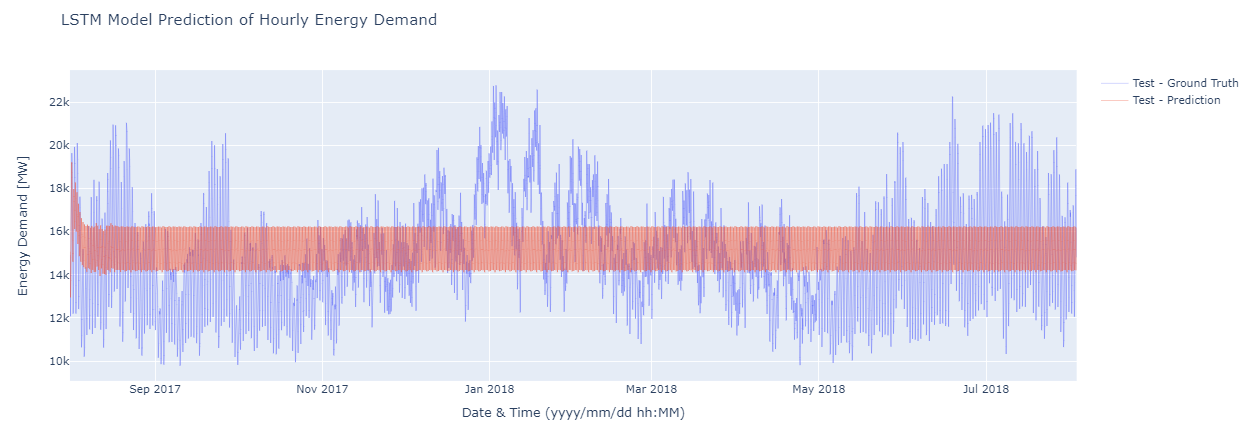 LSTM Model Prediction of Hourly Energy Demand
Test - Ground Truth
Test - Prediction
22k
20k
18k
16k
14k
12k
10k
Energy Demand [MW]
Sep 2017
Nov 2017
Jan 2018
Mar 2018
May 2018
Jul 2018
Date & Time (yyyy/mm/dd hh:MM)